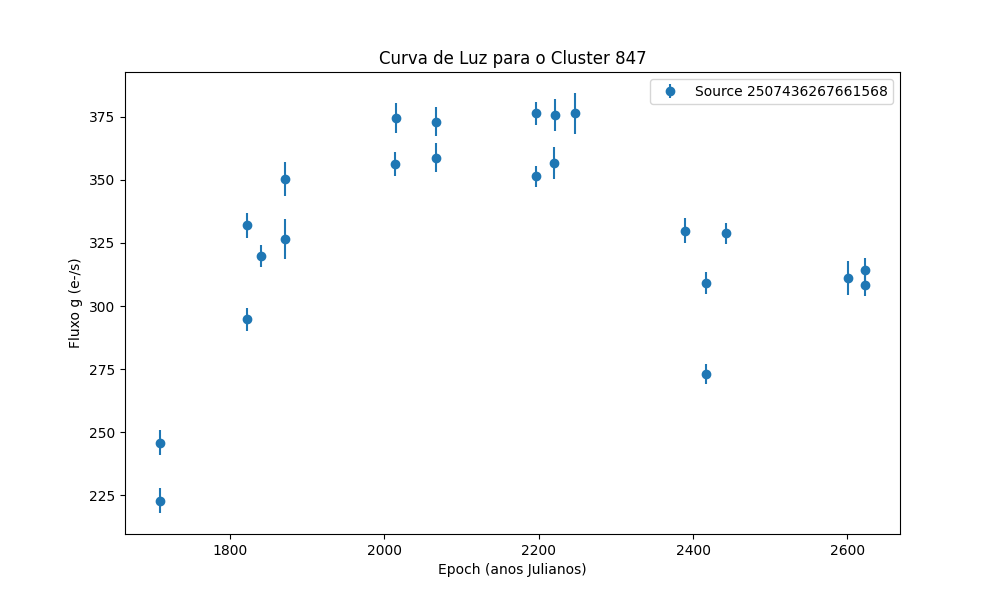 Curva de Luz para o Cluster 847
Source 2507436267661568
Fluxo g (e-/s)
375
350
325
300
275
250
225
1800 2000 2200 2400 2600
Epoch (anos Julianos)